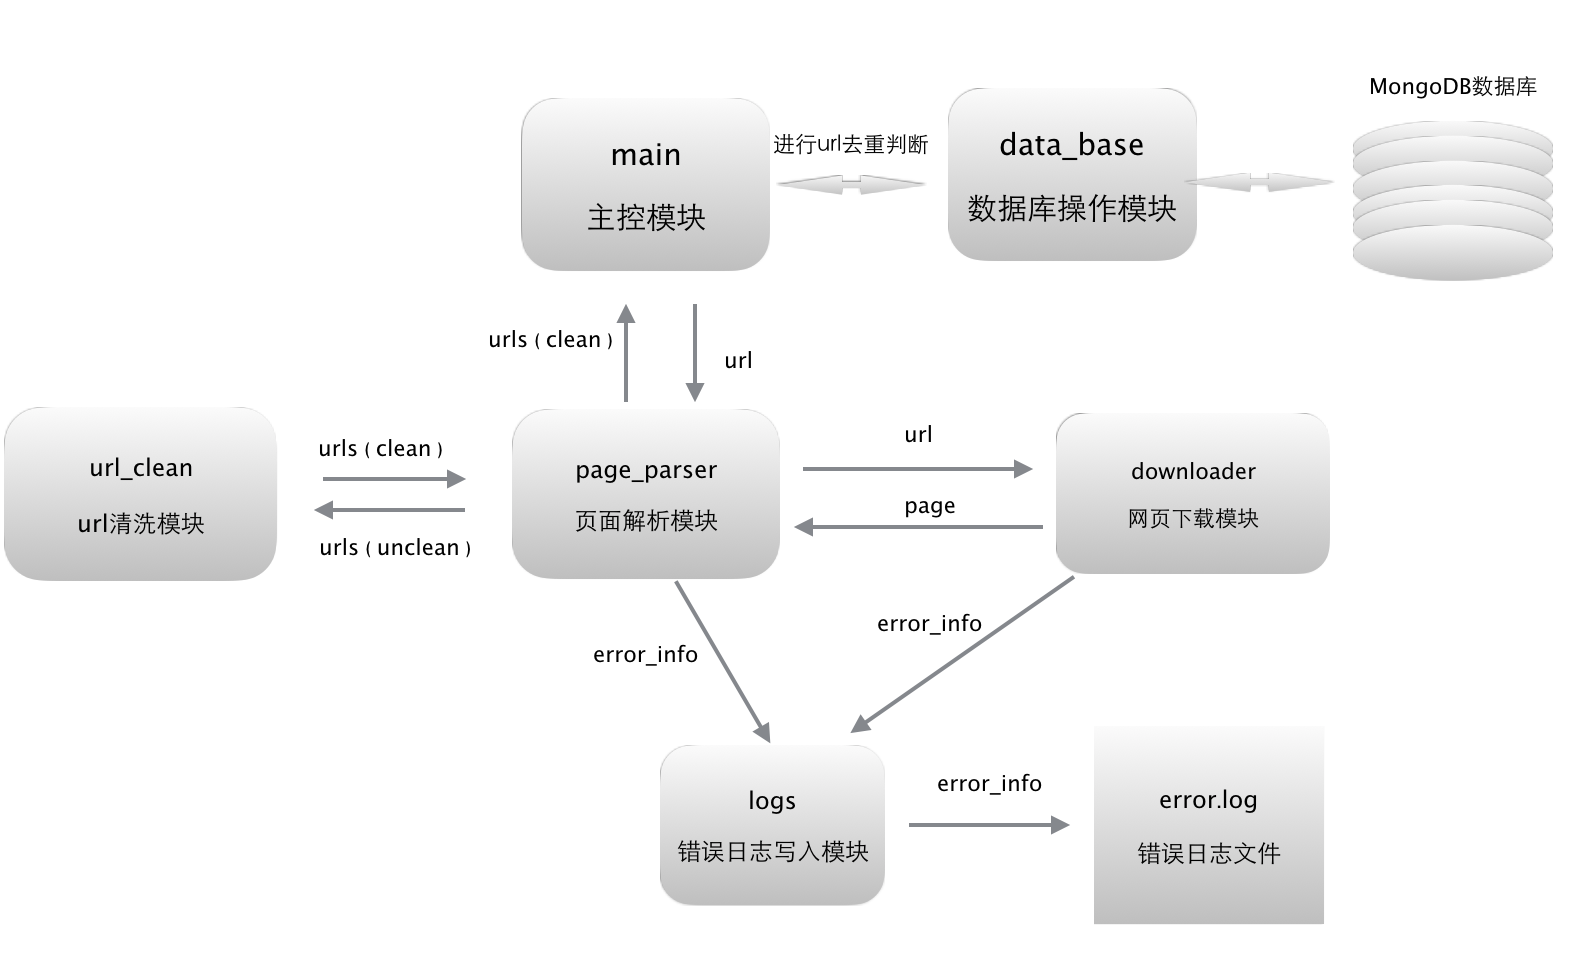 MongoDB数据库
main
主控模块
进行url去重判断
data_base
数据库操作模块
urls（clean）
url
url_clean
url清洗模块
urls（clean）
urls（unclean）
page_parser
页面解析模块
url
page
downloader
网页下载模块
error_info
error_info
logs
错误日志写入模块
error_info
error.log
错误日志文件